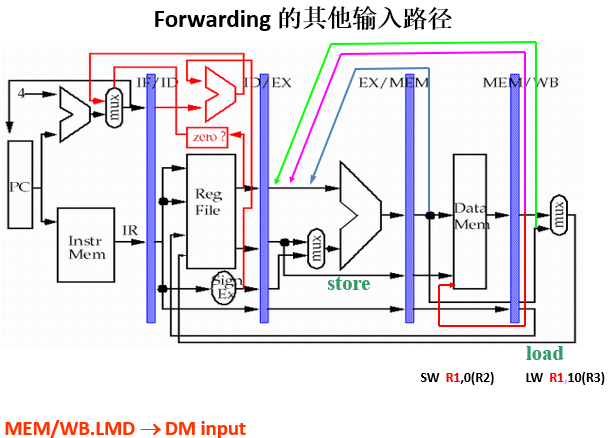 Forwarding 的其他输入路径
IF/ID
ID/EX
EX/MEM
MEM/WB
4
mux
zero ?
PC
Instr
Mem
IR
Reg
File
Sign
Ex
mux
Data
Mem
mux
store
load
SW R1,0(R2)
LW R1,10(R3)
MEM/WB.LMD → DM input